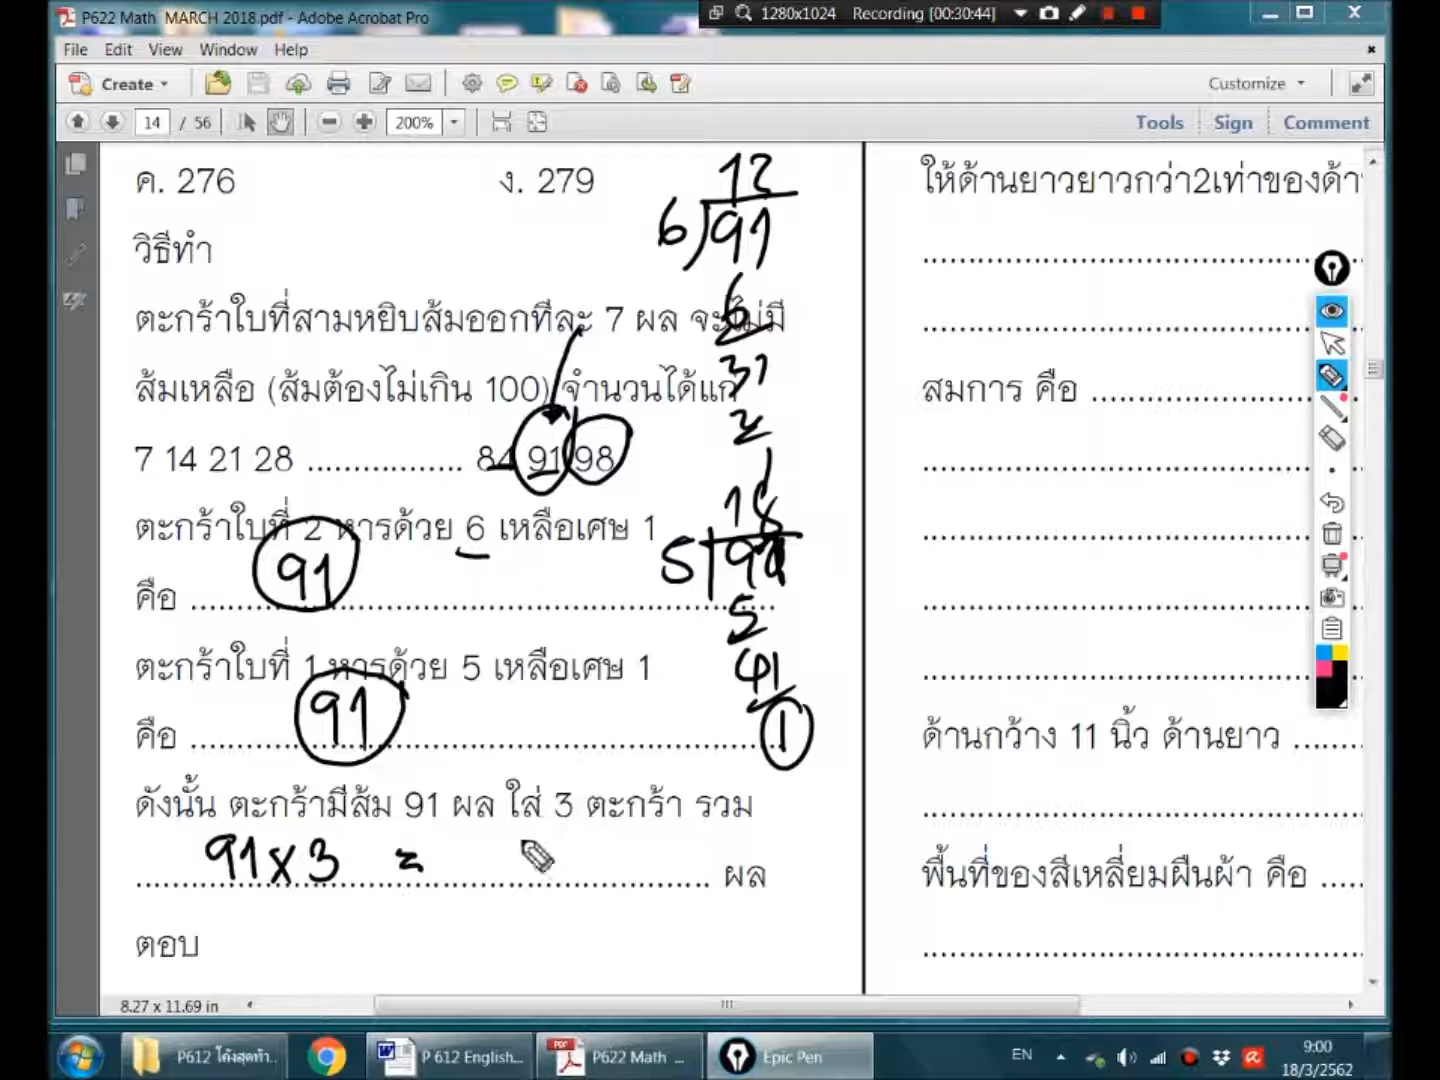 P622 Math MARCH 2018.pdf - Adobe Acrobat Pro
1280x1024 Recording [00:30:44]
File Edit View Window Help
Create
Customize
14 / 56
200%
Tools Sign Comment
ค. 276 ง. 279
วิธีทำ
ตะกร้าใบที่สามหยิบส้มออกทีละ 7 ผล จะไม่มี
ส้มเหลือ (ส้มต้องไม่เกิน 100) จำนวนได้แก่
7 14 21 28 ................. 84 91 98
ตะกร้าใบที่ 2 หารด้วย 6 เหลือเศษ 1
คือ 91
ตะกร้าใบที่ 1 หารด้วย 5 เหลือเศษ 1
คือ 91
ดังนั้น ตะกร้ามีส้ม 91 ผล ใส่ 3 ตะกร้า รวม
91 x 3 = ผล
ตอบ
12
6 91
6
31
5
5
41
1
ให้ด้านยาวยาวกว่า2เท่าของด้า
สมการ คือ
ด้านกว้าง 11 นิ้ว ด้านยาว
พื้นที่ของสีเหลี่ยมผืนผ้า คือ
8.27 x 11.69 in
P612 โค้งสุดท้า...
P 612 English...
P622 Math ...
Epic Pen
EN
9:00
18/3/2562